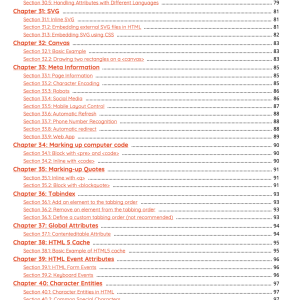 Section 30.5: Handling Attributes with Different Languages 79
Chapter 31: SVG 81
Section 31.1: Inline SVG 81
Section 31.2: Embedding external SVG files in HTML 81
Section 31.3: Embedding SVG using CSS 82
Chapter 32: Canvas 83
Section 32.1: Basic Example 83
Section 32.2: Drawing two rectangles on a <canvas> 83
Chapter 33: Meta Information 85
Section 33.1: Page Information 85
Section 33.2: Character Encoding 85
Section 33.3: Robots 86
Section 33.4: Social Media 86
Section 33.5: Mobile Layout Control 87
Section 33.6: Automatic Refresh 88
Section 33.7: Phone Number Recognition 88
Section 33.8: Automatic redirect 88
Section 33.9: Web App 89
Chapter 34: Marking up computer code 90
Section 34.1: Block with <pre> and <code> 90
Section 34.2: Inline with <code> 90
Chapter 35: Marking-up Quotes 91
Section 35.1: Inline with <q> 91
Section 35.2: Block with <blockquote> 91
Chapter 36: Tabindex 93
Section 36.1: Add an element to the tabbing order 93
Section 36.2: Remove an element from the tabbing order 93
Section 36.3: Define a custom tabbing order (not recommended) 93
Chapter 37: Global Attributes 94
Section 37.1: Contenteditable Attribute 94
Chapter 38: HTML 5 Cache 95
Section 38.1: Basic Example of HTML5 cache 95
Chapter 39: HTML Event Attributes 96
Section 39.1: HTML Form Events 96
Section 39.2: Keyboard Events 96
Chapter 40: Character Entities 97
Section 40.1: Character Entities in HTML 97
Section 40.2: Common Special Characters 97